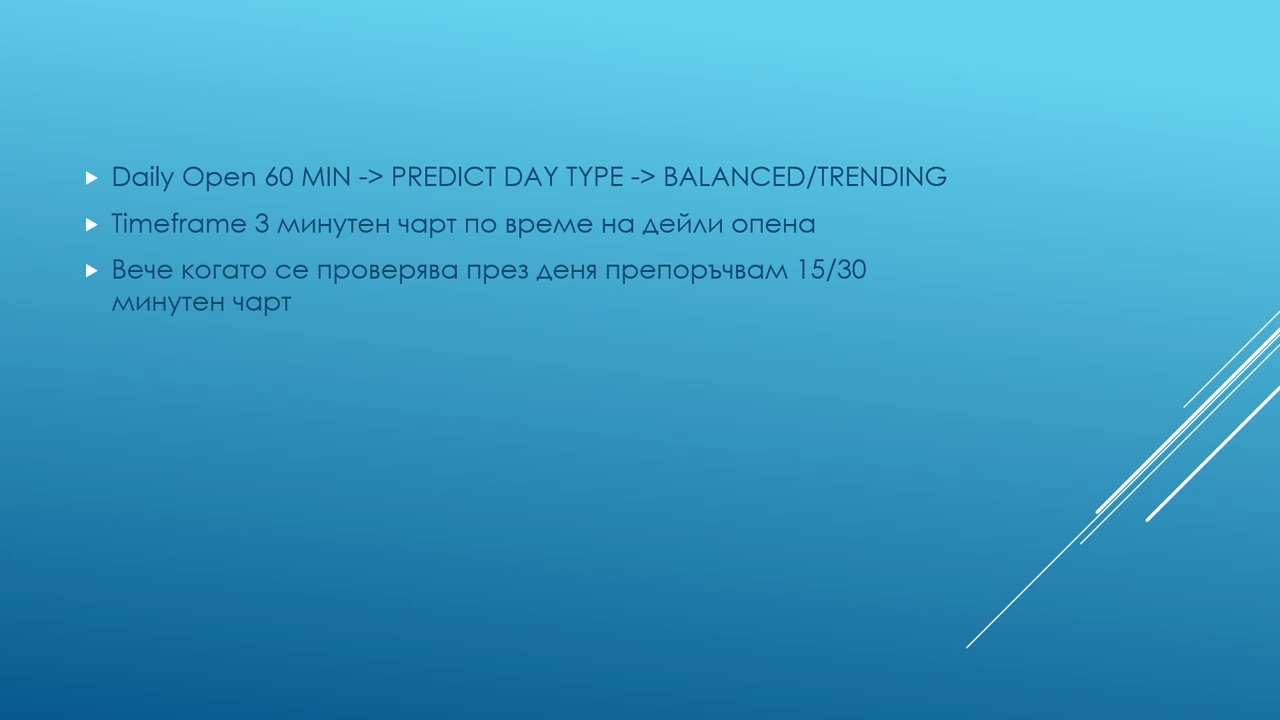 Daily Open 60 MIN -> PREDICT DAY TYPE -> BALANCED/TRENDING
Timeframe 3 минутен чарт по време на дейли опена
Вече когато се проверява през деня препоръчвам 15/30
минутен чарт